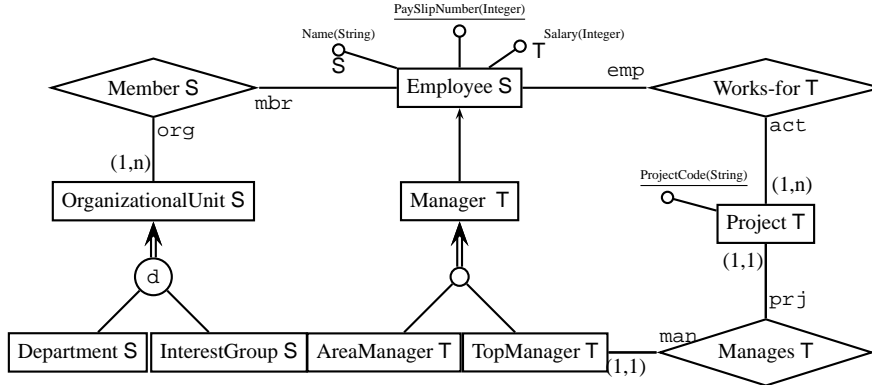 PaySlipNumber(Integer)
Name(String)
Salary(Integer)
S
T
Member S
Employee S
emp
Works-for T
mbr
org
act
(1,n)
ProjectCode(String)
(1,n)
OrganizationalUnit S
Manager T
Project T
(1,1)
d
prj
man
Department S
InterestGroup S
AreaManager T
TopManager T
(1,1)
Manages T